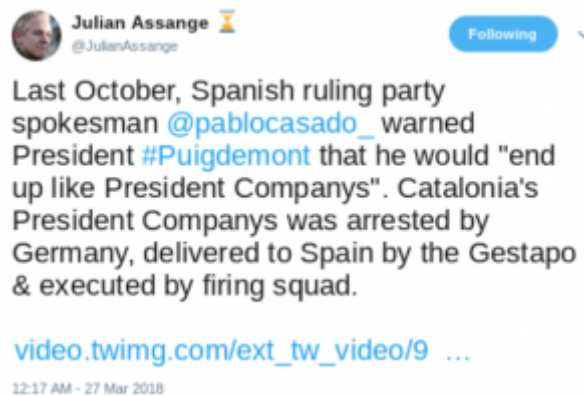 Julian Assange ⌛
@JulianAssange
Following
Last October, Spanish ruling party
spokesman @pablocasado_ warned
President #Puigdemont that he would "end
up like President Companys". Catalonia's
President Companys was arrested by
Germany, delivered to Spain by the Gestapo
& executed by firing squad.
video.twimg.com/ext_tw_video/9 …
12:17 AM - 27 Mar 2018